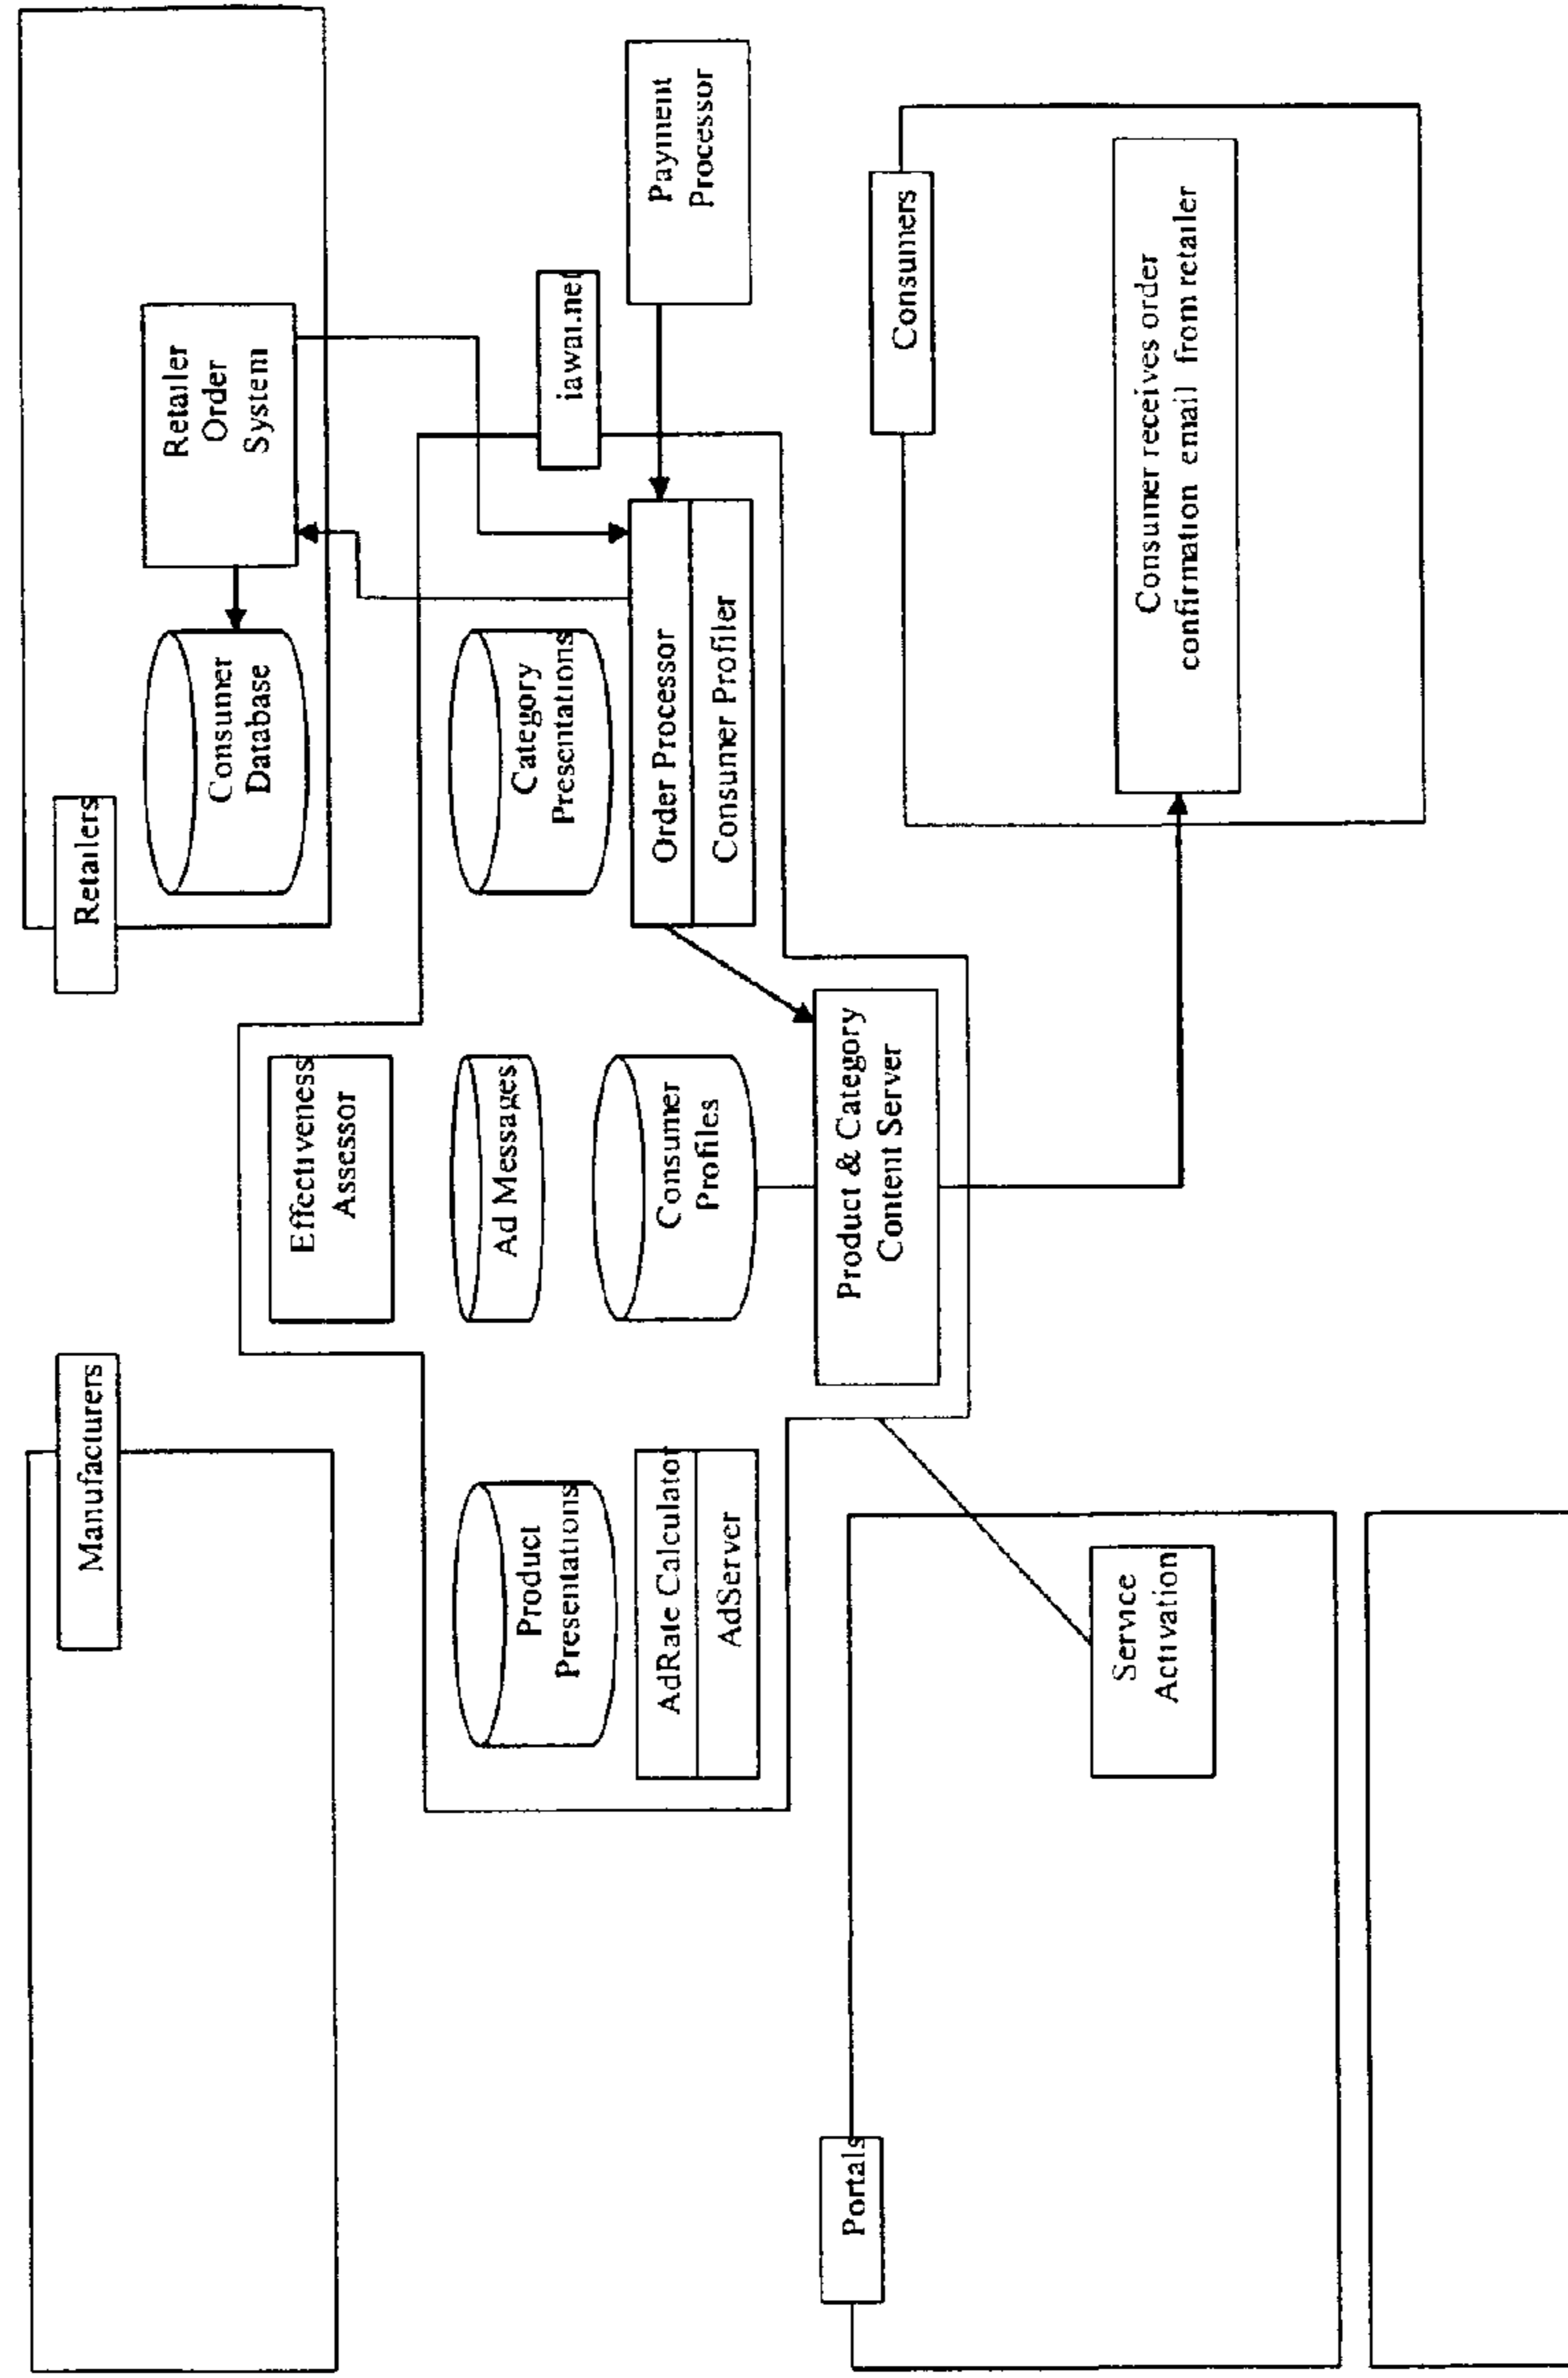 Manufacturers
Retailers
Effectiveness
Assessor
Consumer
Database
Retailer
Order
System
Product
Presentations
Ad Messages
Category
Presentations
AdRate Calculator
AdServer
Consumer
Profiles
Order Processor
Consumer Profiler
Payment
Processor
Product & Category
Content Server
Portals
Service
Activation
Consumers
Consumer receives order
confirmation email from retailer